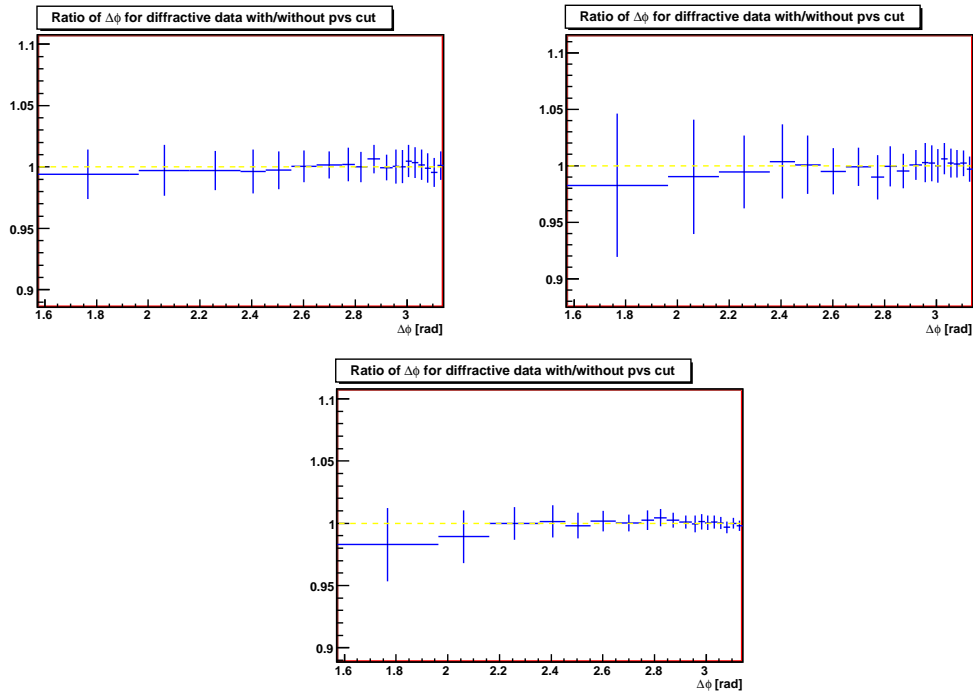 Ratio of Δϕ for diffractive data with/without pvs cut
1.1
1.05
1
0.95
0.9
1.6 1.8 2 2.2 2.4 2.6 2.8 3
Δϕ [rad]
Ratio of Δϕ for diffractive data with/without pvs cut
1.1
1.05
1
0.95
0.9
1.6 1.8 2 2.2 2.4 2.6 2.8 3
Δϕ [rad]
Ratio of Δϕ for diffractive data with/without pvs cut
1.1
1.05
1
0.95
0.9
1.6 1.8 2 2.2 2.4 2.6 2.8 3
Δϕ [rad]